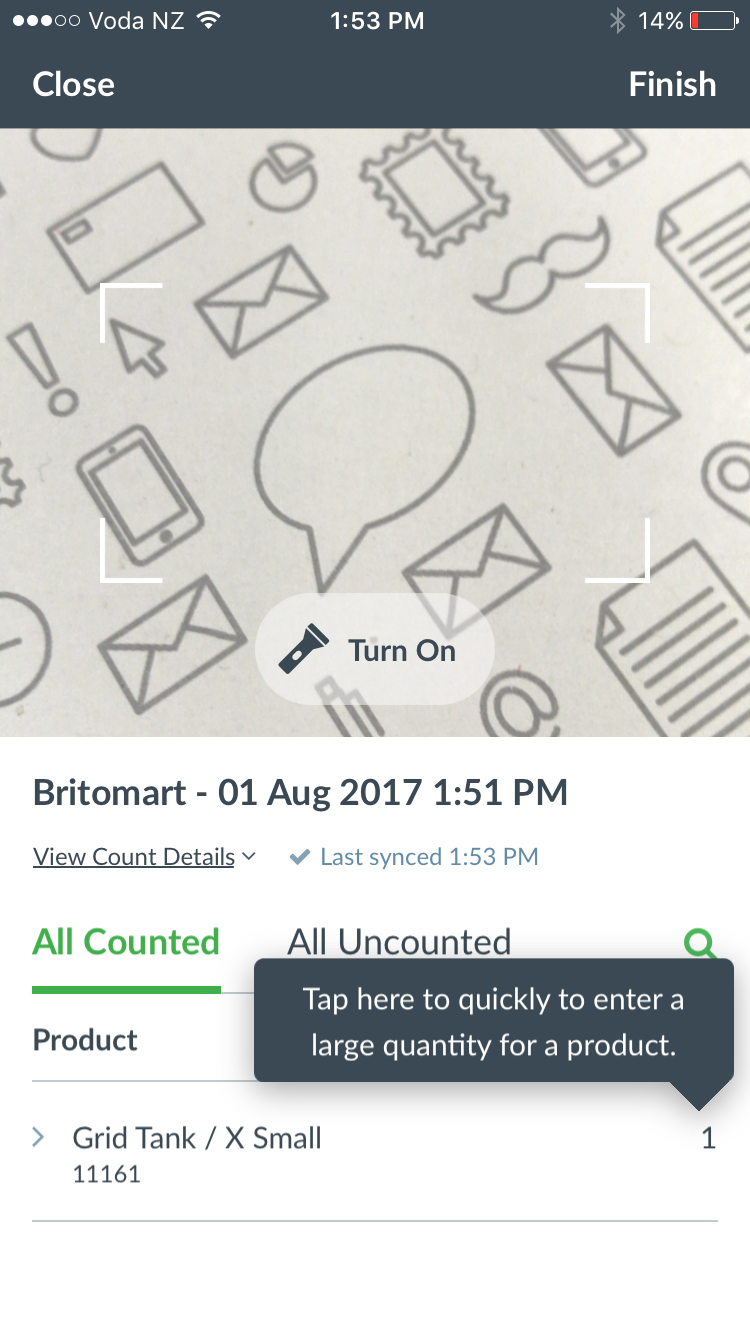 Voda NZ 1:53 PM 14%
Close Finish
Turn On
Britomart - 01 Aug 2017 1:51 PM
View Count Details Last synced 1:53 PM
All Counted All Uncounted
Tap here to quickly to enter a
large quantity for a product.
Product
Grid Tank / X Small 1
11161